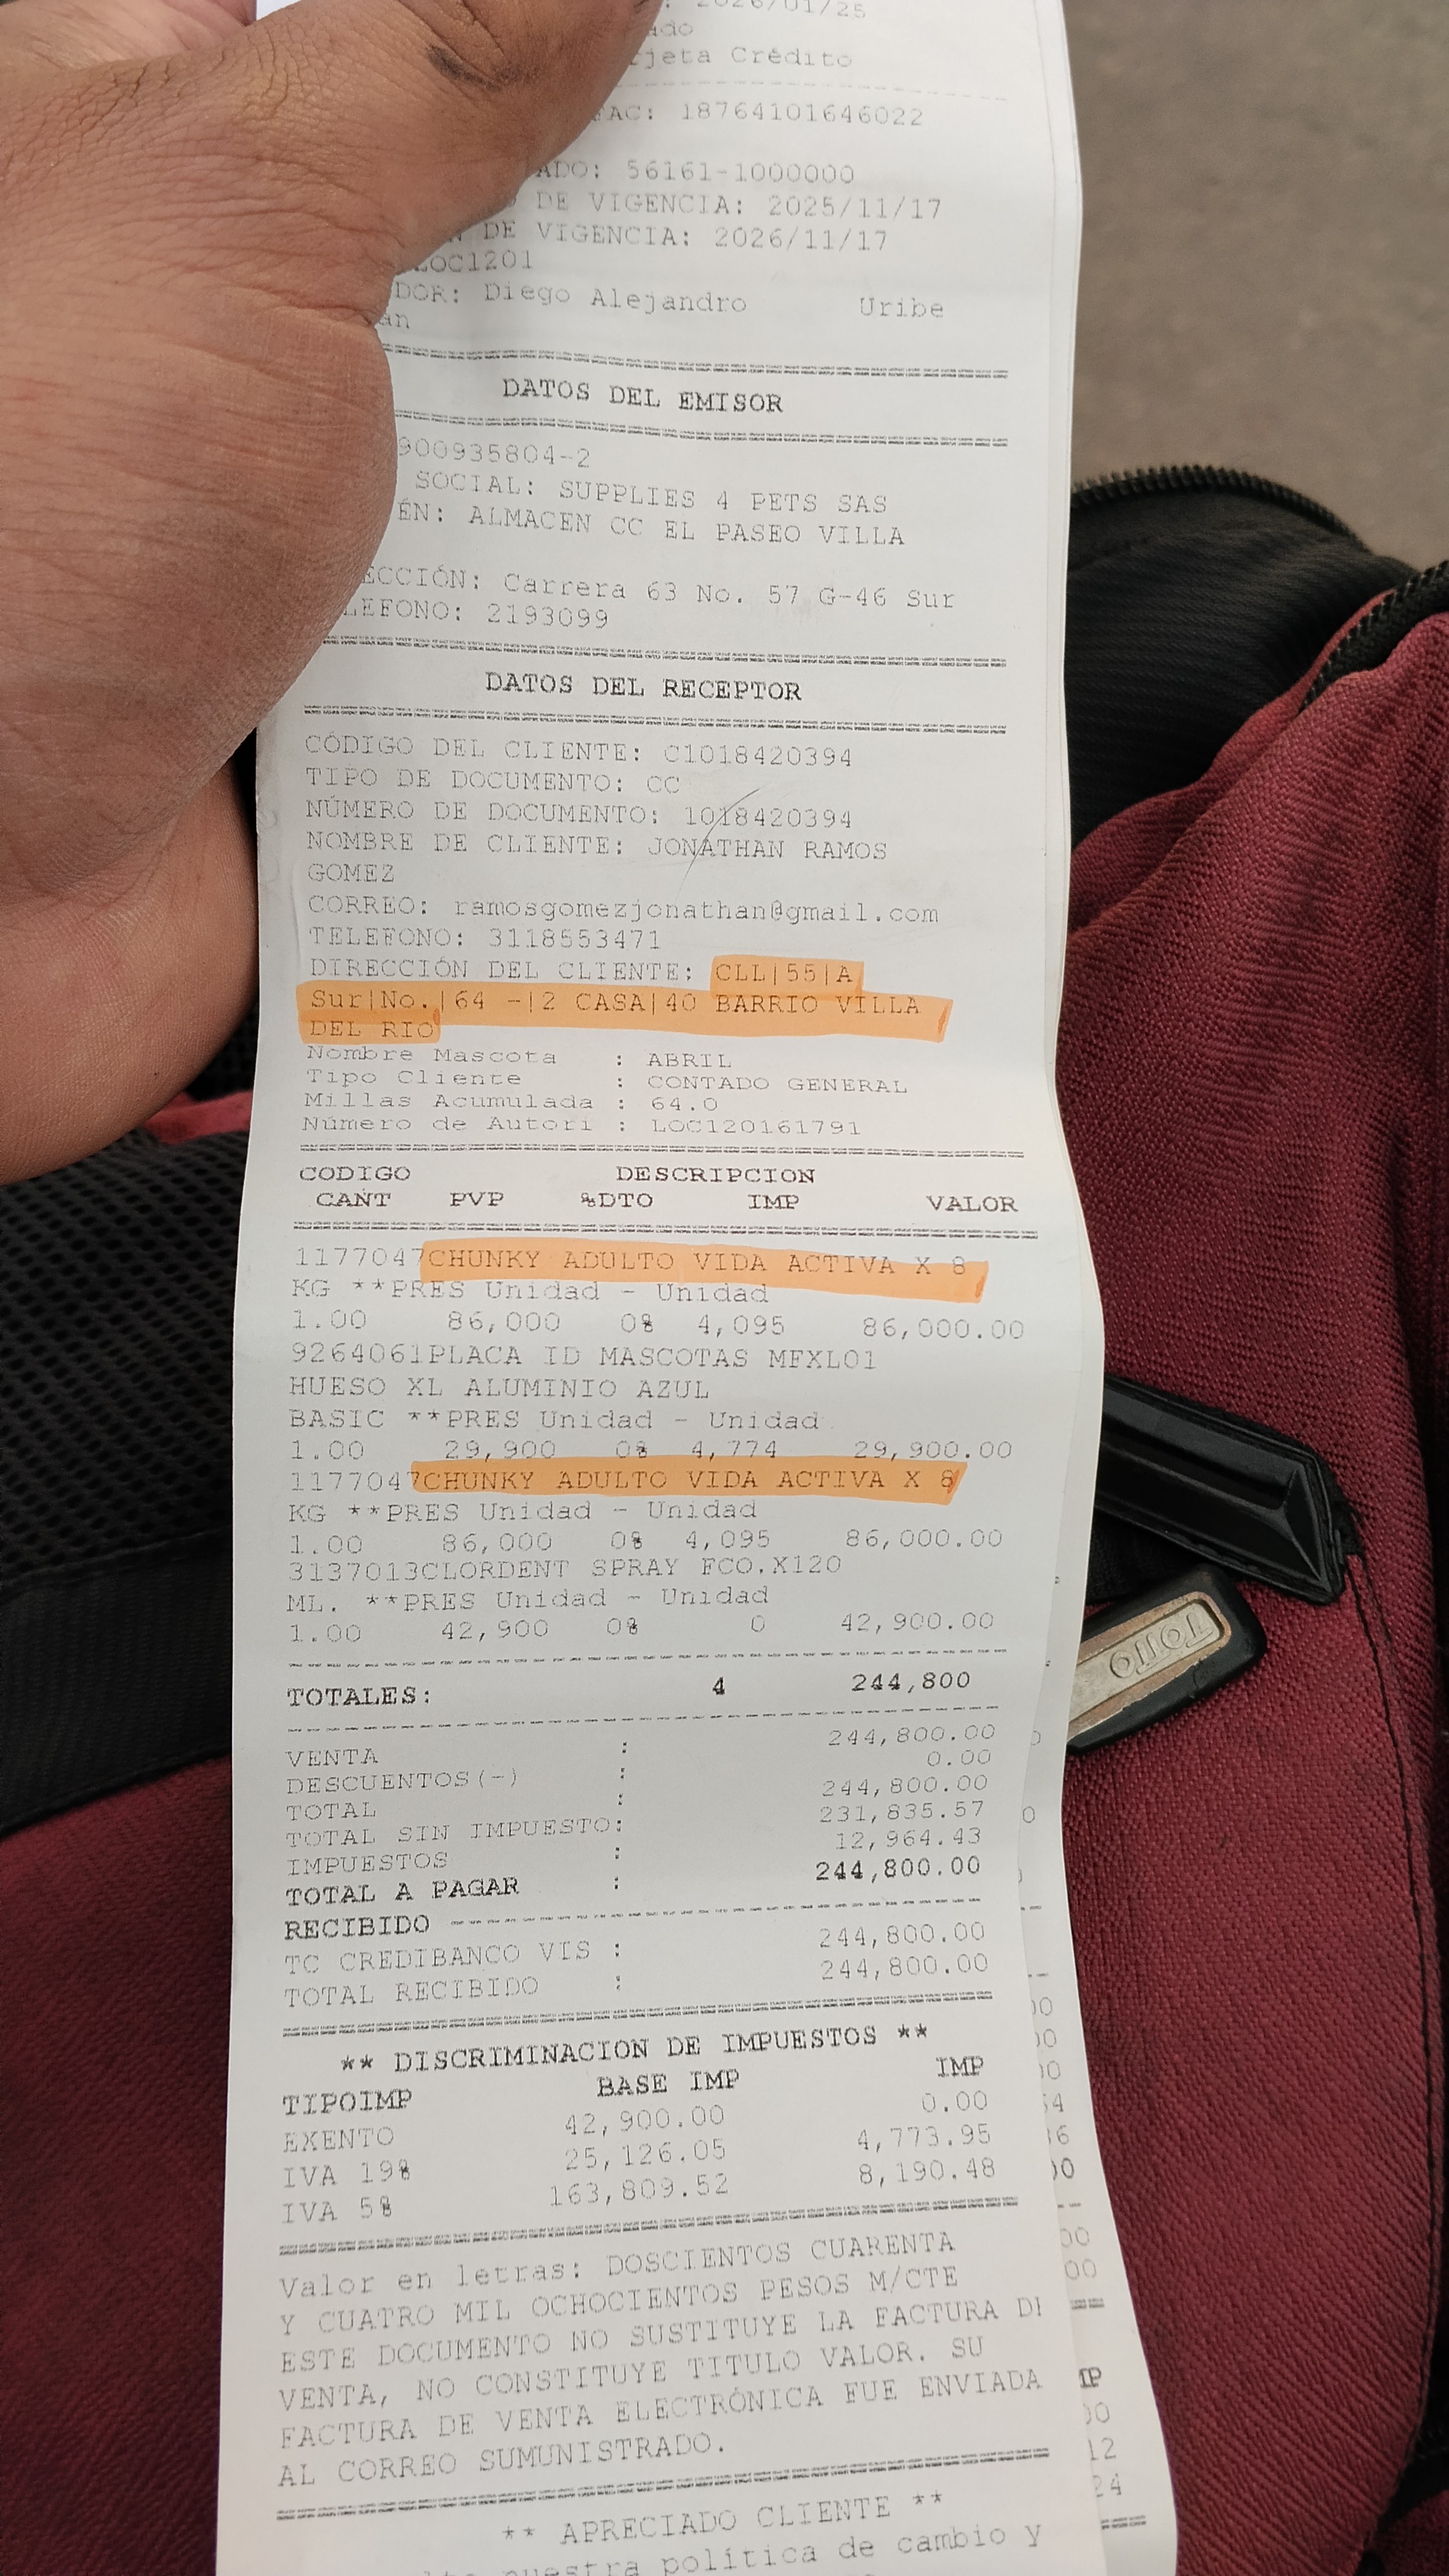 : 2026/01/25
ado
rjeta Crédito
FAC: 18764101646022
ADO: 56161-1000000
DE VIGENCIA: 2025/11/17
DE VIGENCIA: 2026/11/17
LOC1201
DOR: Diego Alejandro Uribe
an
DATOS DEL EMISOR
900935804-2
SOCIAL: SUPPLIES 4 PETS SAS
ÉN: ALMACEN CC EL PASEO VILLA
ECCIÓN: Carrera 63 No. 57 G-46 Sur
LEFONO: 2193099
DATOS DEL RECEPTOR
CÓDIGO DEL CLIENTE: C1018420394
TIPO DE DOCUMENTO: CC
NÚMERO DE DOCUMENTO: 1018420394
NOMBRE DE CLIENTE: JONATHAN RAMOS
GOMEZ
CORREO: ramosgomezjonathan@gmail.com
TELEFONO: 3118553471
DIRECCIÓN DEL CLIENTE: CLL|55|A
Sur|No.|64 -|2 CASA|40 BARRIO VILLA
DEL RIO
Nombre Mascota : ABRIL
Tipo Cliente : CONTADO GENERAL
Millas Acumulada : 64.0
Número de Autori : LOC120161791
CODIGO DESCRIPCION
CANT PVP %DTO IMP VALOR
1177047CHUNKY ADULTO VIDA ACTIVA X 8
KG **PRES Unidad - Unidad
1.00 86,000 0% 4,095 86,000.00
9264061PLACA ID MASCOTAS MFXL01
HUESO XL ALUMINIO AZUL
BASIC **PRES Unidad - Unidad
1.00 29,900 0% 4,774 29,900.00
1177047CHUNKY ADULTO VIDA ACTIVA X 8
KG **PRES Unidad - Unidad
1.00 86,000 0% 4,095 86,000.00
3137013CLORDENT SPRAY FCO.X120
ML. **PRES Unidad - Unidad
1.00 42,900 0% 0 42,900.00
TOTALES: 4 244,800
VENTA : 244,800.00
DESCUENTOS(-) : 0.00
TOTAL : 244,800.00
TOTAL SIN IMPUESTO: 231,835.57
IMPUESTOS : 12,964.43
TOTAL A PAGAR : 244,800.00
RECIBIDO
TC CREDIBANCO VIS : 244,800.00
TOTAL RECIBIDO : 244,800.00
** DISCRIMINACION DE IMPUESTOS **
TIPOIMP BASE IMP IMP
EXENTO 42,900.00 0.00
IVA 19% 25,126.05 4,773.95
IVA 5% 163,809.52 8,190.48
Valor en letras: DOSCIENTOS CUARENTA
Y CUATRO MIL OCHOCIENTOS PESOS M/CTE
ESTE DOCUMENTO NO SUSTITUYE LA FACTURA DE
VENTA, NO CONSTITUYE TITULO VALOR. SU
FACTURA DE VENTA ELECTRÓNICA FUE ENVIADA
AL CORREO SUMUNISTRADO.
** APRECIADO CLIENTE **
nuestra política de cambio y
Totto